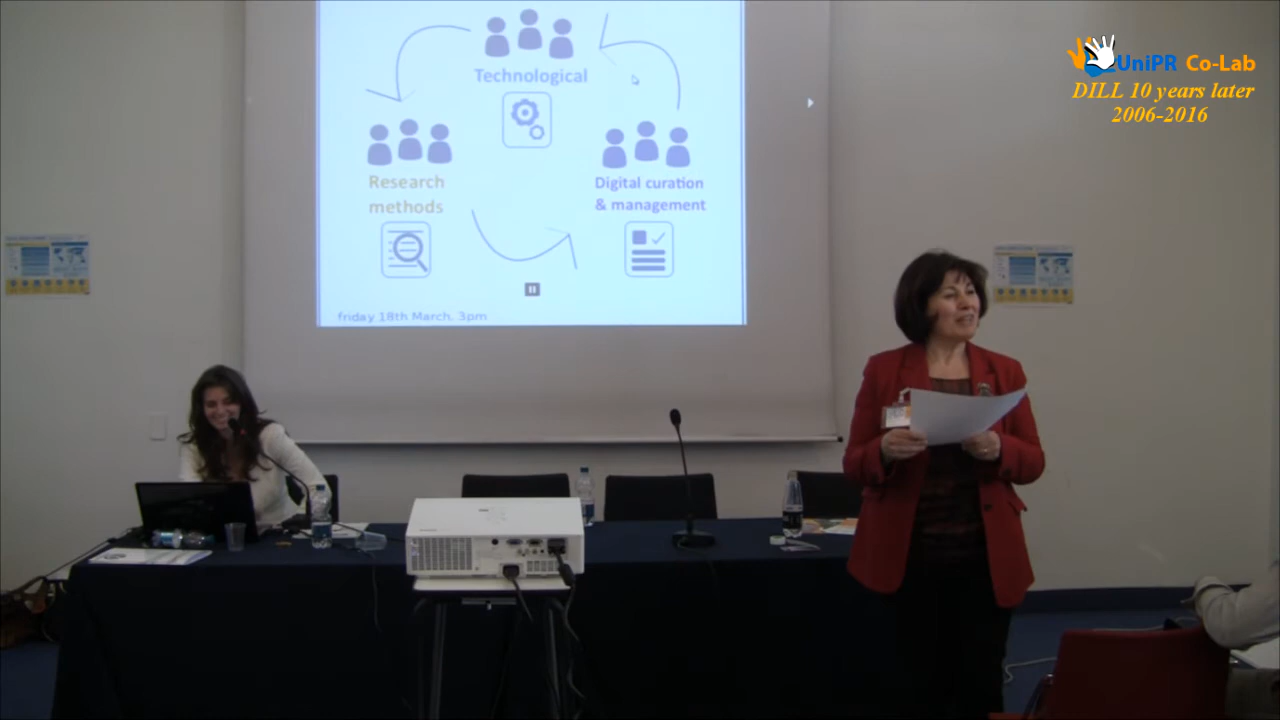 Technological
Research
methods
Digital curation
& management
friday 18th March. 3pm
UniPR Co-Lab
DILL 10 years later
2006-2016